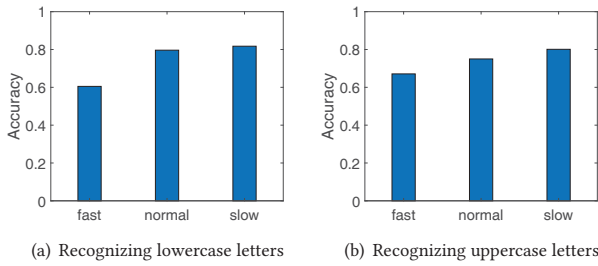 1
0.8
0.6
0.4
0.2
0
Accuracy
fast normal slow
(a) Recognizing lowercase letters
1
0.8
0.6
0.4
0.2
0
Accuracy
fast normal slow
(b) Recognizing uppercase letters